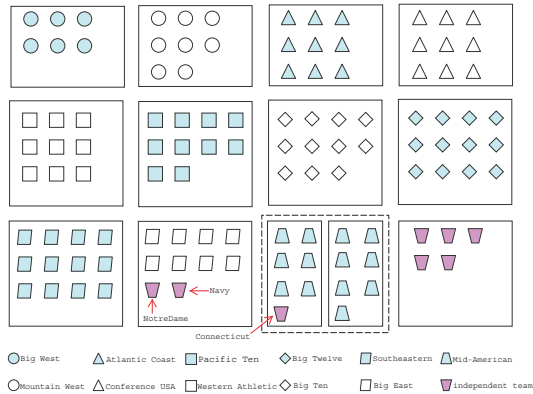 Navy
NotreDame
Connecticut
Big West
Atlantic Coast
Pacific Ten
Big Twelve
Southeastern
Mid-American
Mountain West
Conference USA
Western Athletic
Big Ten
Big East
independent team